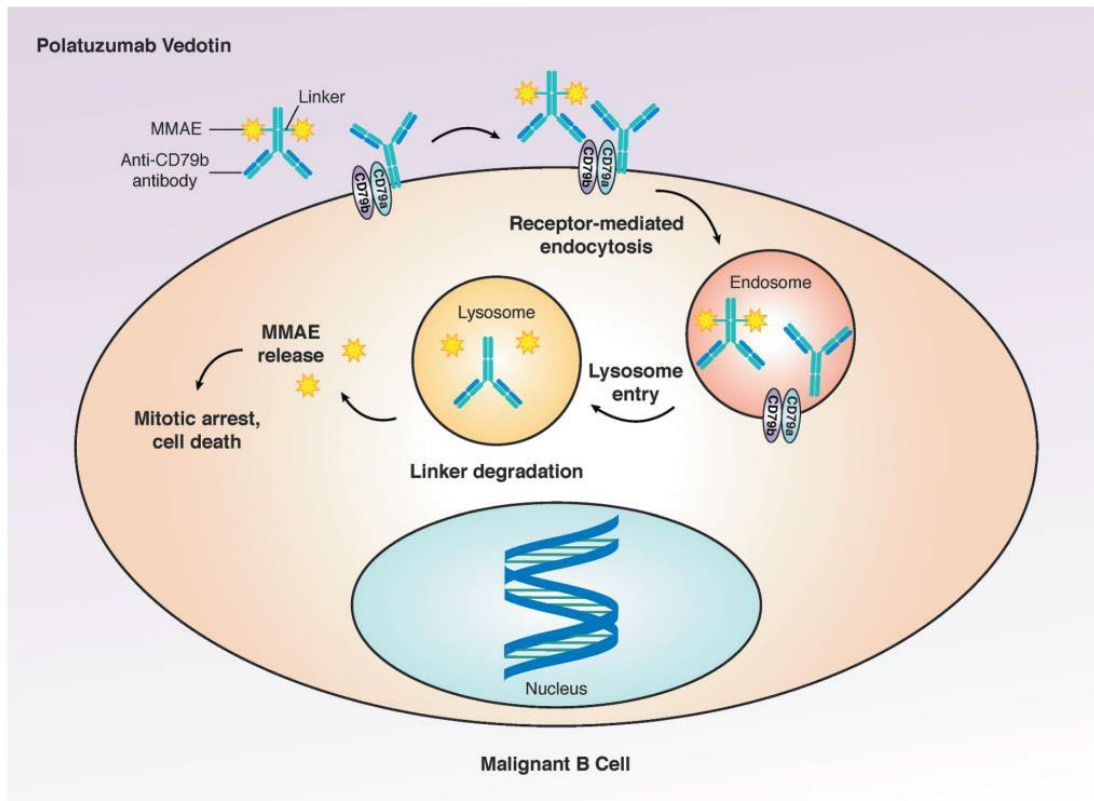 Polatuzumab Vedotin
Linker
MMAE
Anti-CD79b
antibody
CD79b
CD79a
CD79b
CD79a
Receptor-mediated
endocytosis
Endosome
CD79b
CD79a
Lysosome
entry
Lysosome
Linker degradation
MMAE
release
Mitotic arrest,
cell death
Nucleus
Malignant B Cell